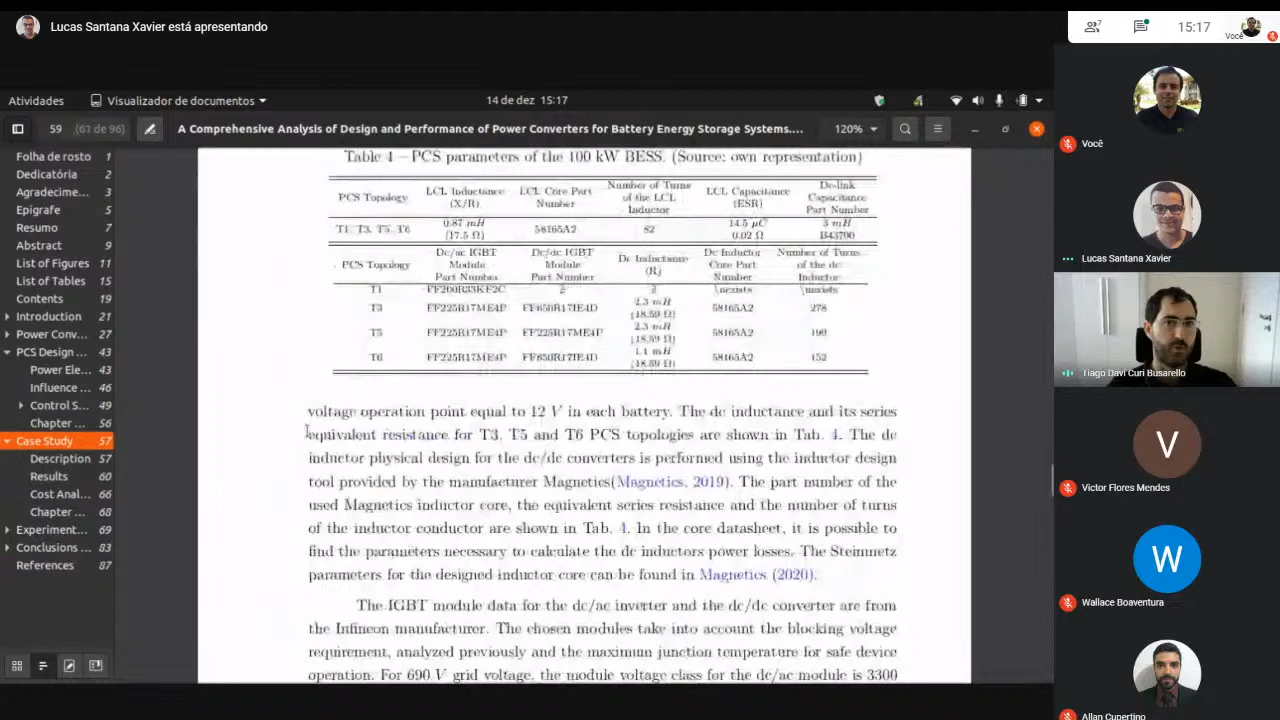 Lucas Santana Xavier está apresentando
7
15:17
Você
Atividades
Visualizador de documentos
14 de dez 15:17
59 (61 de 96)
A Comprehensive Analysis of Design and Performance of Power Converters for Battery Energy Storage Systems....
120%
Folha de rosto 1
Dedicatória 2
Agradecime... 3
Epígrafe 5
Resumo 7
Abstract 9
List of Figures 11
List of Tables 15
Contents 19
Introduction 21
Power Conv... 27
PCS Design ... 43
Power Ele... 43
Influence ... 46
Control S... 49
Chapter ... 56
Case Study 57
Description 57
Results 60
Cost Anal... 66
Chapter ... 68
Experiment... 69
Conclusions ... 83
References 87
Table 4 – PCS parameters of the 100 kW BESS. (Source: own representation)
PCS Topology
LCL Inductance (X/R)
LCL Core Part Number
Number of Turns of the LCL Inductor
LCL Capacitance (ESR)
Dc-link Capacitance Part Number
T1, T3, T5, T6
0.87 mH (17.5 Ω)
58165A2
82
14.5 μC 0.02 Ω
3 mH
PCS Topology
Dc/ac IGBT Module Part Number
Dc/dc IGBT Module Part Number
Dc Inductance (R)
Dc Inductor Core Part Number
Number of Turns of the dc Inductor
T1
T3 FF225R17ME4P FF650R17IE4D 2.3 mH (18.59 Ω) 58165A2 278
T5 FF225R17ME4P FF225R17ME4P 2.3 mH (18.59 Ω) 58165A2
T6 FF225R17ME4P FF650R17IE4D 1.1 mH (18.59 Ω) 58165A2 152
voltage operation point equal to 12 V in each battery. The dc inductance and its series
equivalent resistance for T3, T5 and T6 PCS topologies are shown in Tab. 4. The dc
inductor physical design for the dc/dc converters is performed using the inductor design
tool provided by the manufacturer Magnetics(Magnetics, 2019). The part number of the
used Magnetics inductor core, the equivalent series resistance and the number of turns
of the inductor conductor are shown in Tab. 4. In the core datasheet, it is possible to
find the parameters necessary to calculate the dc inductors power losses. The Steinmetz
parameters for the designed inductor core can be found in Magnetics (2020).
The IGBT module data for the dc/ac inverter and the dc/dc converter are from
the Infineon manufacturer. The chosen modules take into account the blocking voltage
requirement, analyzed previously and the maximum junction temperature for safe device
operation. For 690 V grid voltage, the module voltage class for the dc/ac module is 3300
Você
Lucas Santana Xavier
Tiago Davi Curi Busarello
V
Victor Flores Mendes
W
Wallace Boaventura
Allan Cupertino